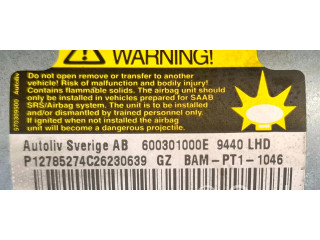 WARNING!
Do not open remove or transfer to another
vehicle! Risk of malfunction and bodily injury!
Contains flammable solids. The airbag unit should
only be installed in vehicles prepared for SAAB
SRS/Airbag system. The unit is to be installed
and/or dismantled by trained personnel only.
If ignited when not installed the airbag
unit will become a dangerous projectile.
570309900 Autoliv
Autoliv Sverige AB 600301000E 9440 LHD
P12785274C26230639 GZ BAM-PT1-1046